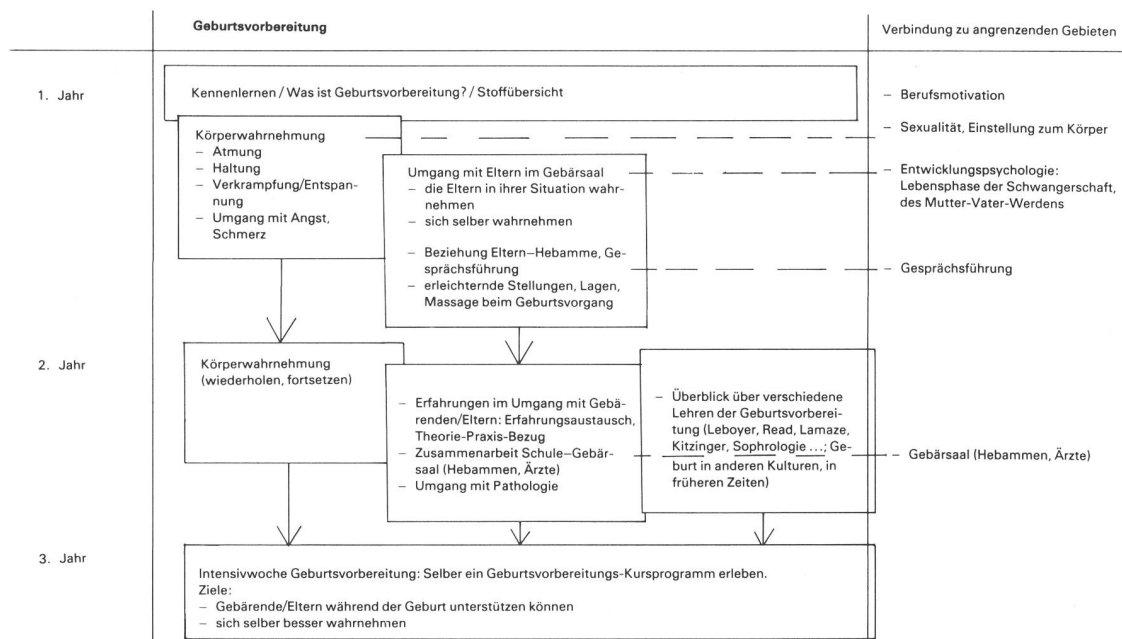 Geburtsvorbereitung
Verbindung zu angrenzenden Gebieten
1. Jahr
Kennenlernen / Was ist Geburtsvorbereitung? / Stoffübersicht
– Berufsmotivation
Körperwahrnehmung
– Atmung
– Haltung
– Verkrampfung/Entspan-
nung
– Umgang mit Angst,
Schmerz
– Sexualität, Einstellung zum Körper
Umgang mit Eltern im Gebärsaal
– die Eltern in ihrer Situation wahr-
nehmen
– sich selber wahrnehmen
– Beziehung Eltern–Hebamme, Ge-
sprächsführung
– erleichternde Stellungen, Lagen,
Massage beim Geburtsvorgang
– Entwicklungspsychologie:
Lebensphase der Schwangerschaft,
des Mutter-Vater-Werdens
– Gesprächsführung
2. Jahr
Körperwahrnehmung
(wiederholen, fortsetzen)
– Erfahrungen im Umgang mit Gebä-
renden/Eltern: Erfahrungsaustausch,
Theorie-Praxis-Bezug
– Zusammenarbeit Schule–Gebär-
saal (Hebammen, Ärzte)
– Umgang mit Pathologie
– Überblick über verschiedene
Lehren der Geburtsvorberei-
tung (Leboyer, Read, Lamaze,
Kitzinger, Sophrologie ...; Ge-
burt in anderen Kulturen, in
früheren Zeiten)
– Gebärsaal (Hebammen, Ärzte)
3. Jahr
Intensivwoche Geburtsvorbereitung: Selber ein Geburtsvorbereitungs-Kursprogramm erleben.
Ziele:
– Gebärende/Eltern während der Geburt unterstützen können
– sich selber besser wahrnehmen